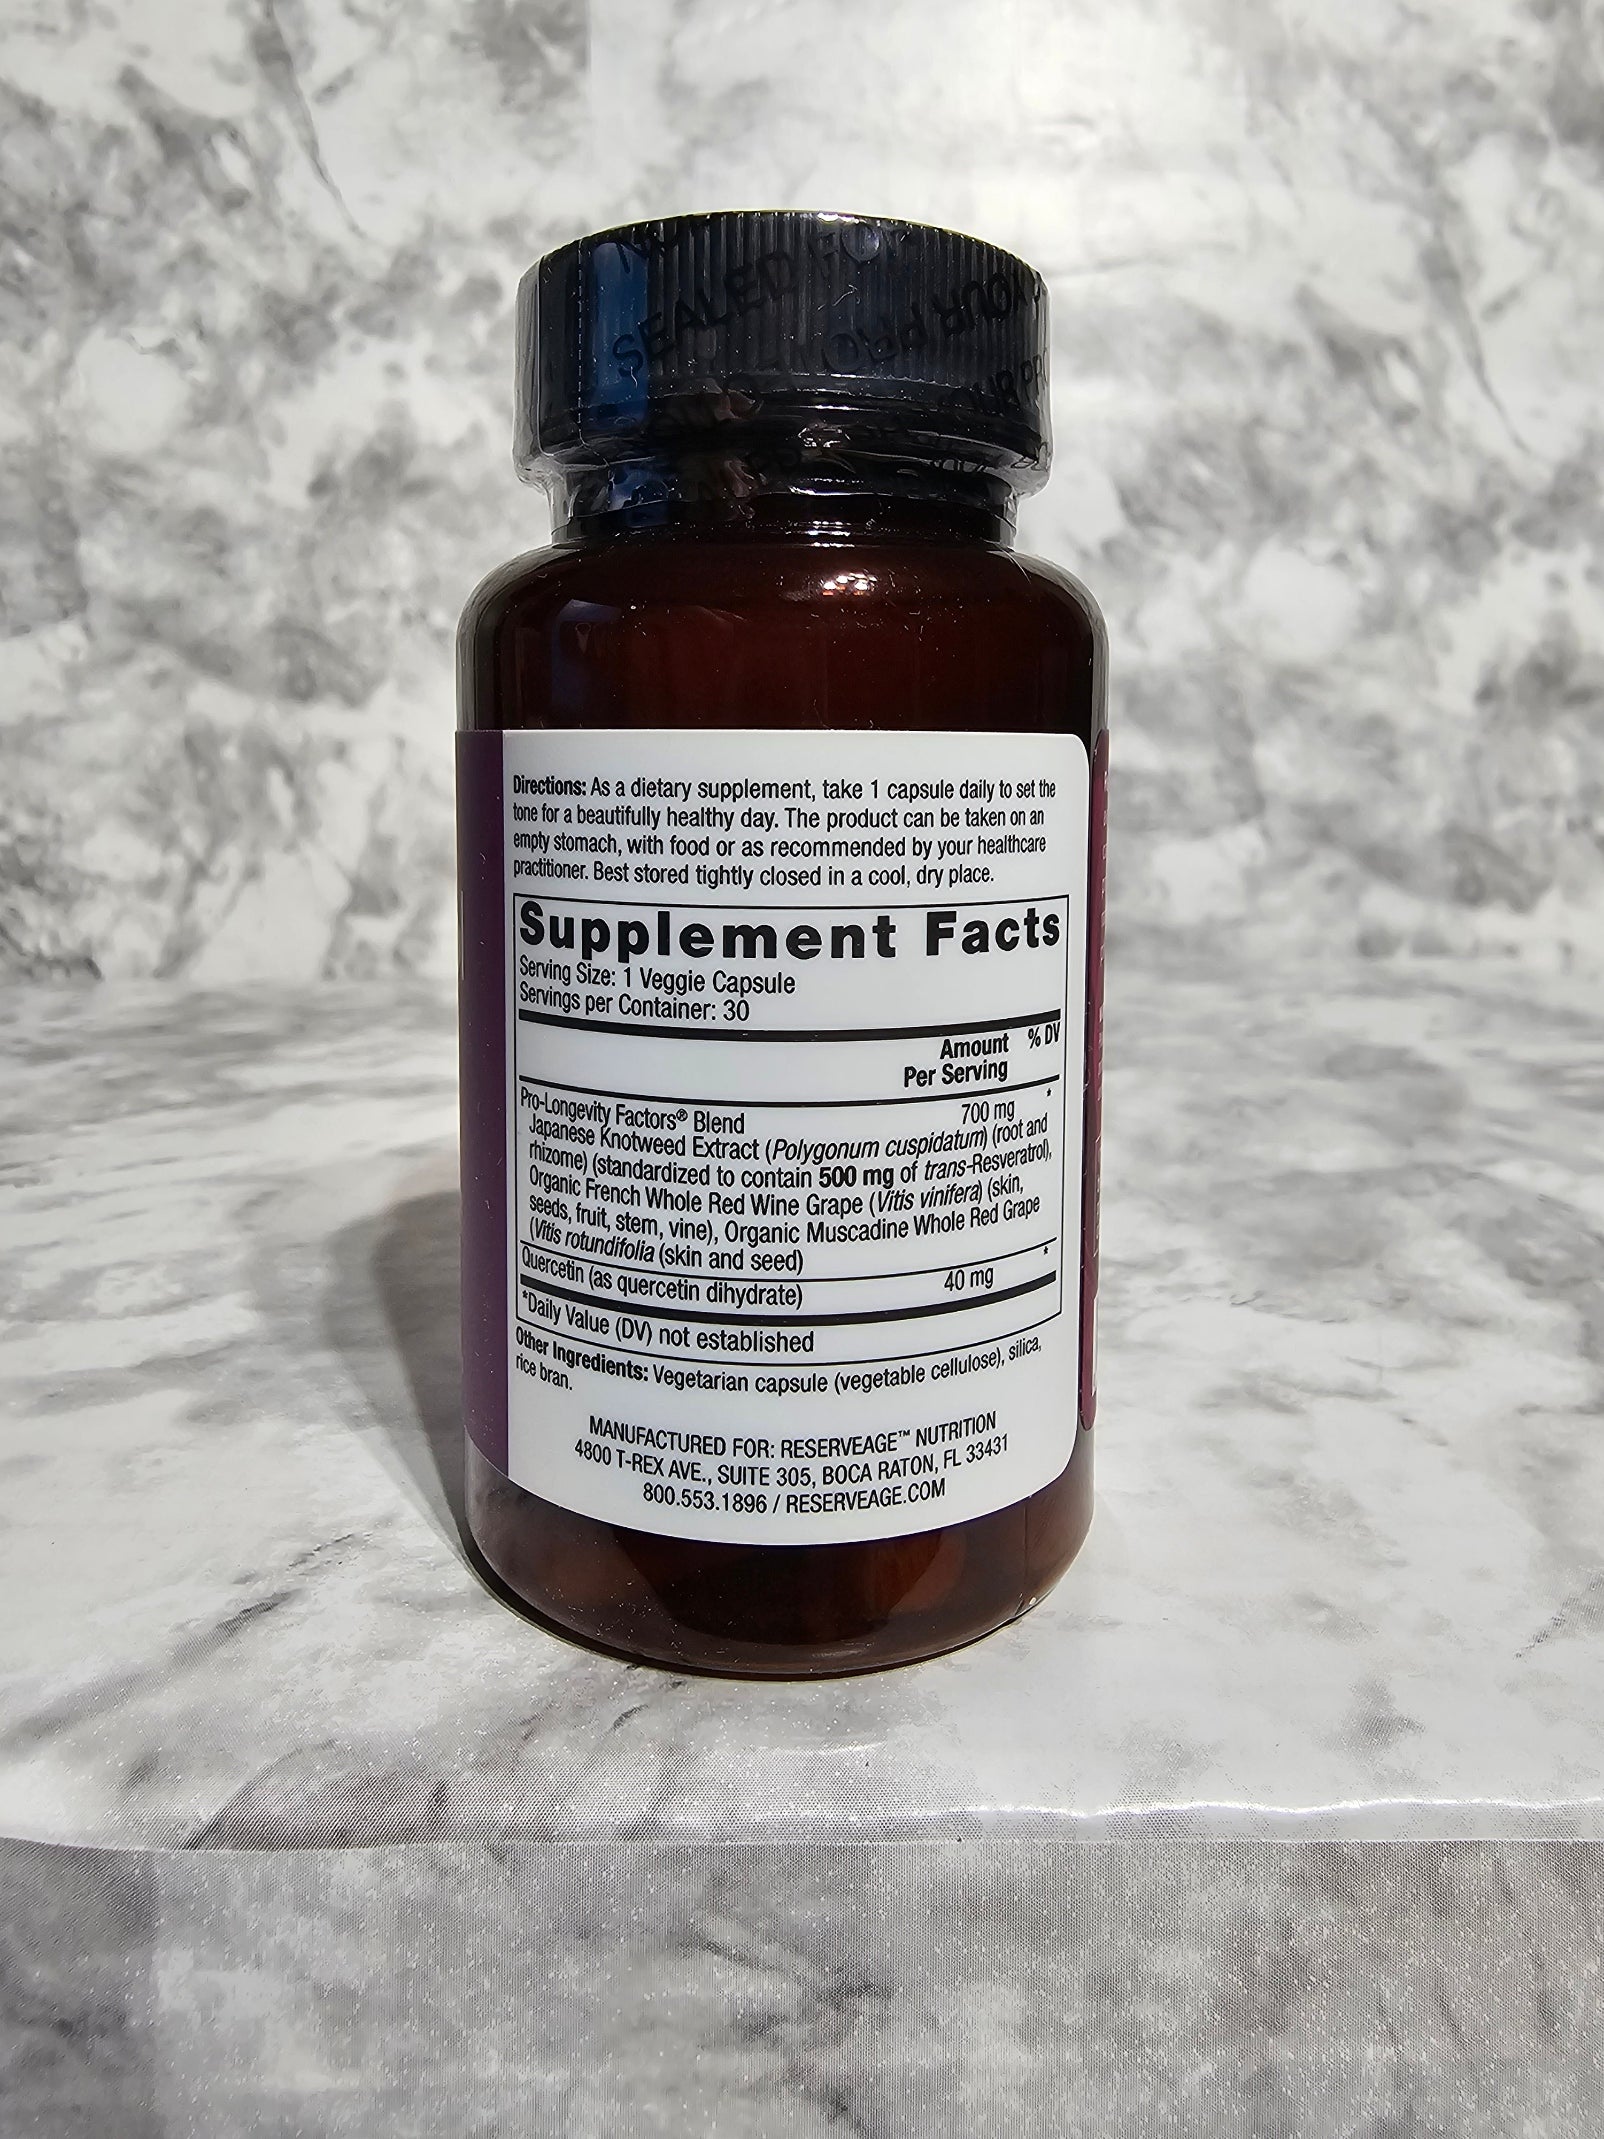 SEALED FOR
YOUR PRO
Directions: As a dietary supplement, take 1 capsule daily to set the
tone for a beautifully healthy day. The product can be taken on an
empty stomach, with food or as recommended by your healthcare
practitioner. Best stored tightly closed in a cool, dry place.
Supplement Facts
Serving Size: 1 Veggie Capsule
Servings per Container: 30
Amount % DV
Per Serving
Pro-Longevity Factors® Blend 700 mg *
Japanese Knotweed Extract (Polygonum cuspidatum) (root and
rhizome) (standardized to contain 500 mg of trans-Resveratrol),
Organic French Whole Red Wine Grape (Vitis vinifera) (skin,
seeds, fruit, stem, vine), Organic Muscadine Whole Red Grape
(Vitis rotundifolia (skin and seed)
Quercetin (as quercetin dihydrate) 40 mg *
*Daily Value (DV) not established
Other Ingredients: Vegetarian capsule (vegetable cellulose), silica,
rice bran.
MANUFACTURED FOR: RESERVEAGE™ NUTRITION
4800 T-REX AVE., SUITE 305, BOCA RATON, FL 33431
800.553.1896 / RESERVEAGE.COM